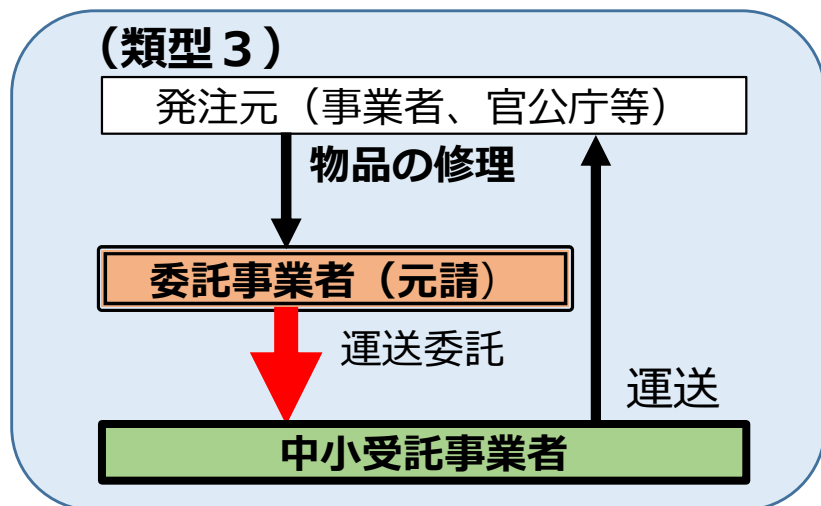 （類型３）
発注元（事業者、官公庁等）
物品の修理
委託事業者（元請）
運送委託
運送
中小受託事業者